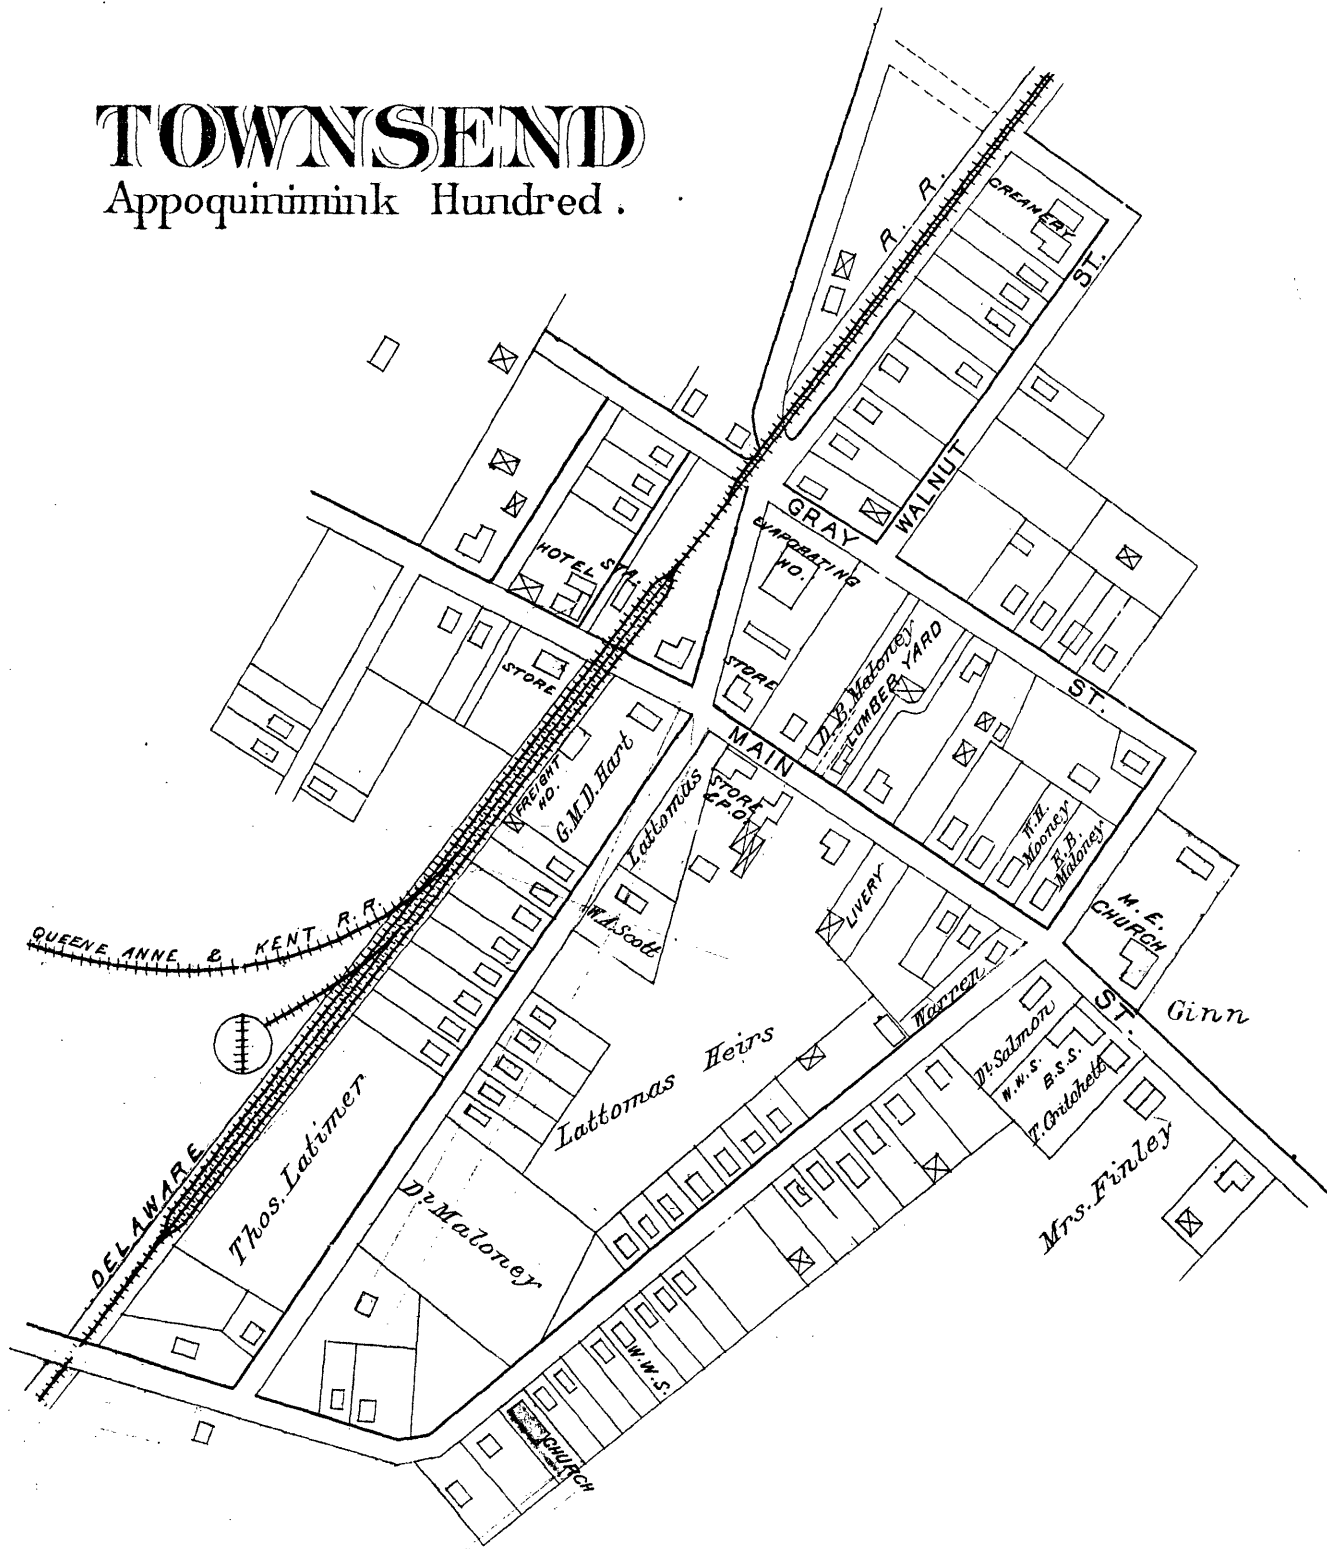 TOWNSEND
Appoquinimink Hundred.
R. R.
CREAMERY
ST.
WALNUT
GRAY
EVAPORATING
HO.
HOTEL
STA.
STORE
STORE
D. B. Maloney
LUMBER YARD
ST.
MAIN
FREIGHT
HO.
G. M. D. Hart
Lattomas
STORE
& P.O.
W. A. Scott
LIVERY
W. H.
Mooney
E. B.
Maloney
M. E.
CHURCH
ST.
Ginn
QUEENE ANNE & KENT R. R.
Lattomas Heirs
Warren
Dr. Salmon
W. W. S.
B. S. S.
T. Critchett
Mrs. Finley
DELAWARE
Thos. Latimer
Dr. Maloney
W. W. S.
CHURCH